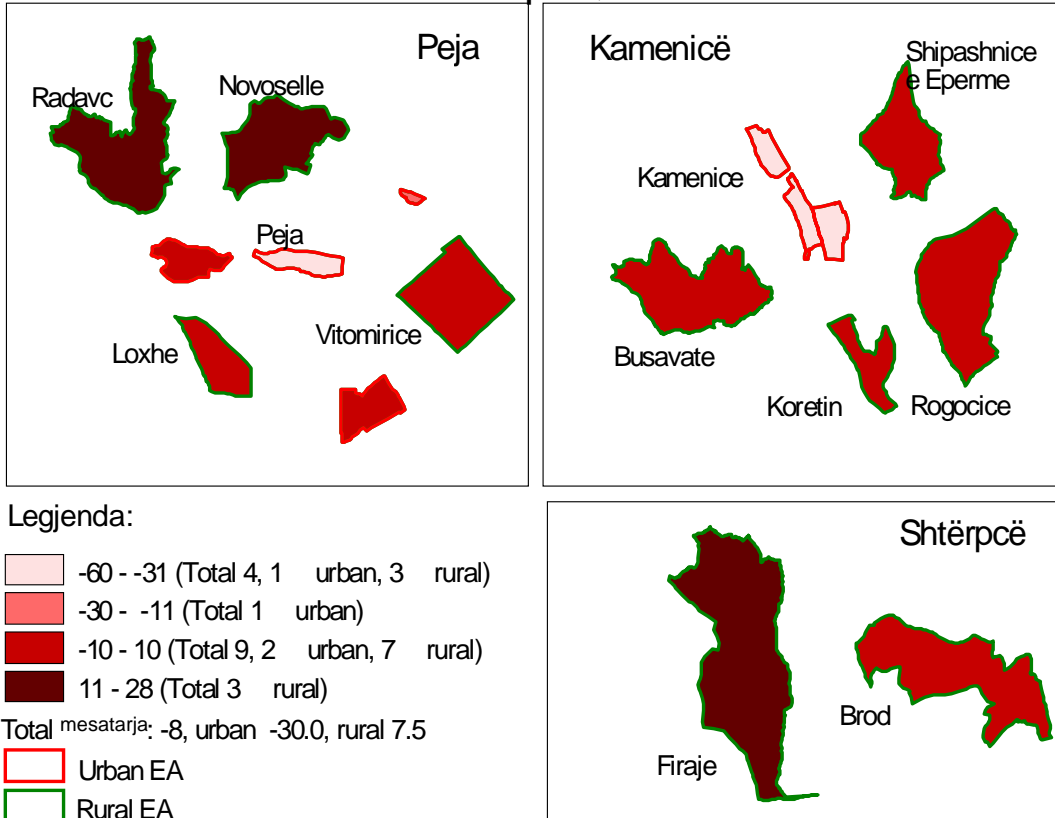 Peja
Radavc
Novoselle
Peja
Vitomirice
Loxhe
Kamenicë
Shipashnice
e Eperme
Kamenice
Busavate
Koretin
Rogocice
Legjenda:
-60 - -31 (Total 4, 1 urban, 3 rural)
-30 - -11 (Total 1 urban)
-10 - 10 (Total 9, 2 urban, 7 rural)
11 - 28 (Total 3 rural)
Total mesatarja: -8, urban -30.0, rural 7.5
Urban EA
Rural EA
Shtërpcë
Brod
Firaje